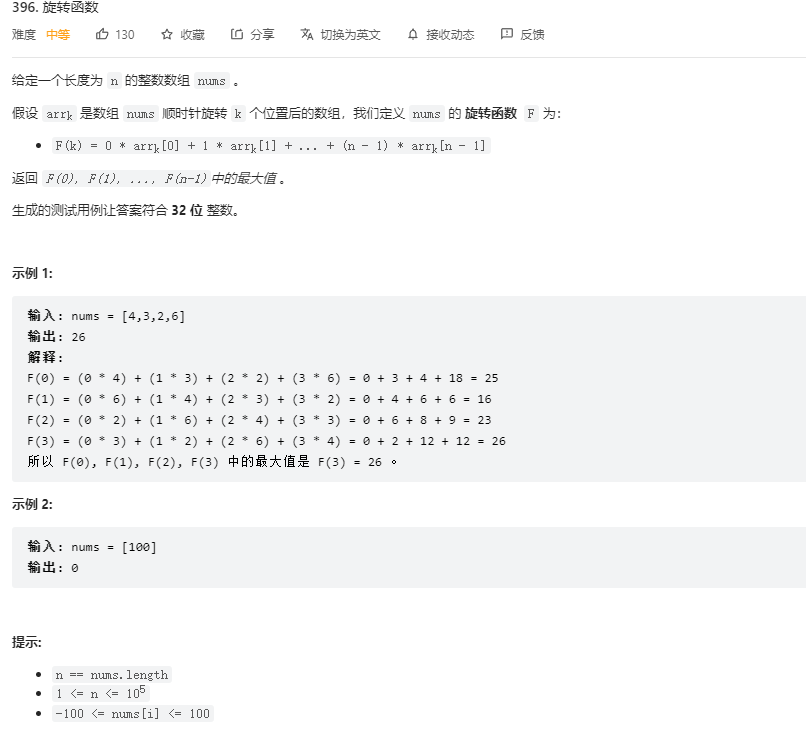 396. 旋转函数
难度 中等 130 收藏 分享 切换为英文 接收动态 反馈
给定一个长度为 n 的整数数组 nums 。
假设 arrk 是数组 nums 顺时针旋转 k 个位置后的数组，我们定义 nums 的 旋转函数 F 为：
• F(k) = 0 * arrk[0] + 1 * arrk[1] + ... + (n - 1) * arrk[n - 1]
返回 F(0), F(1), ..., F(n-1)中的最大值 。
生成的测试用例让答案符合 32 位 整数。
示例 1:
输入: nums = [4,3,2,6]
输出: 26
解释:
F(0) = (0 * 4) + (1 * 3) + (2 * 2) + (3 * 6) = 0 + 3 + 4 + 18 = 25
F(1) = (0 * 6) + (1 * 4) + (2 * 3) + (3 * 2) = 0 + 4 + 6 + 6 = 16
F(2) = (0 * 2) + (1 * 6) + (2 * 4) + (3 * 3) = 0 + 6 + 8 + 9 = 23
F(3) = (0 * 3) + (1 * 2) + (2 * 6) + (3 * 4) = 0 + 2 + 12 + 12 = 26
所以 F(0), F(1), F(2), F(3) 中的最大值是 F(3) = 26 。
示例 2:
输入: nums = [100]
输出: 0
提示:
• n == nums.length
• 1 <= n <= 10⁵
• -100 <= nums[i] <= 100